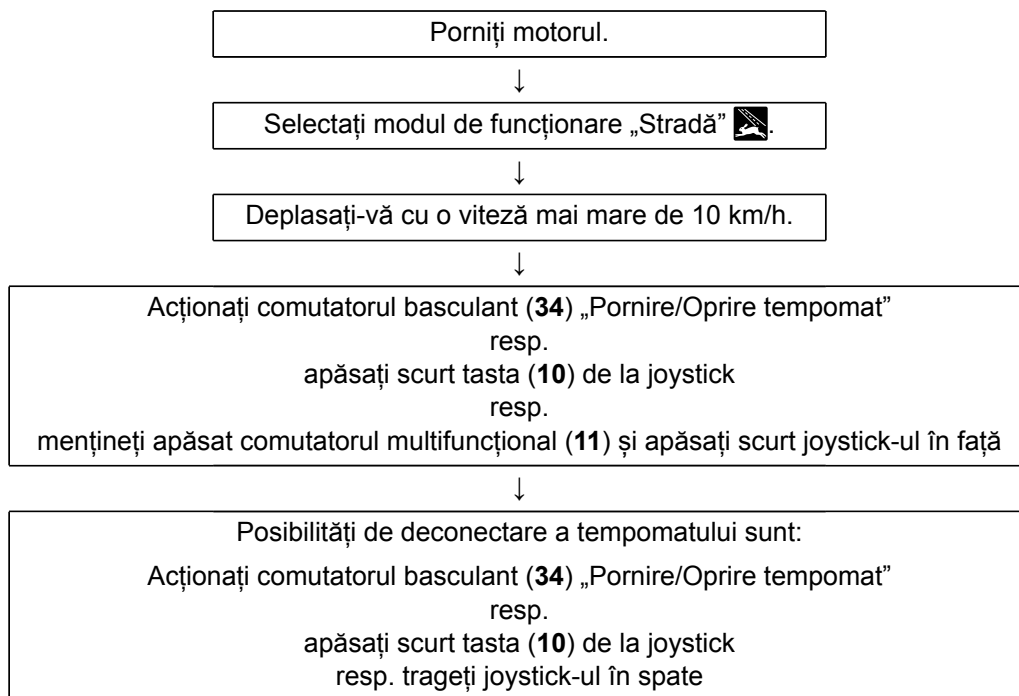 Porniți motorul.
↓
Selectați modul de funcționare „Stradă” .
↓
Deplasați-vă cu o viteză mai mare de 10 km/h.
↓
Acționați comutatorul basculant (34) „Pornire/Oprire tempomat”
resp.
apăsați scurt tasta (10) de la joystick
resp.
mențineți apăsat comutatorul multifuncțional (11) și apăsați scurt joystick-ul în față
↓
Posibilități de deconectare a tempomatului sunt:
Acționați comutatorul basculant (34) „Pornire/Oprire tempomat”
resp.
apăsați scurt tasta (10) de la joystick
resp. trageți joystick-ul în spate